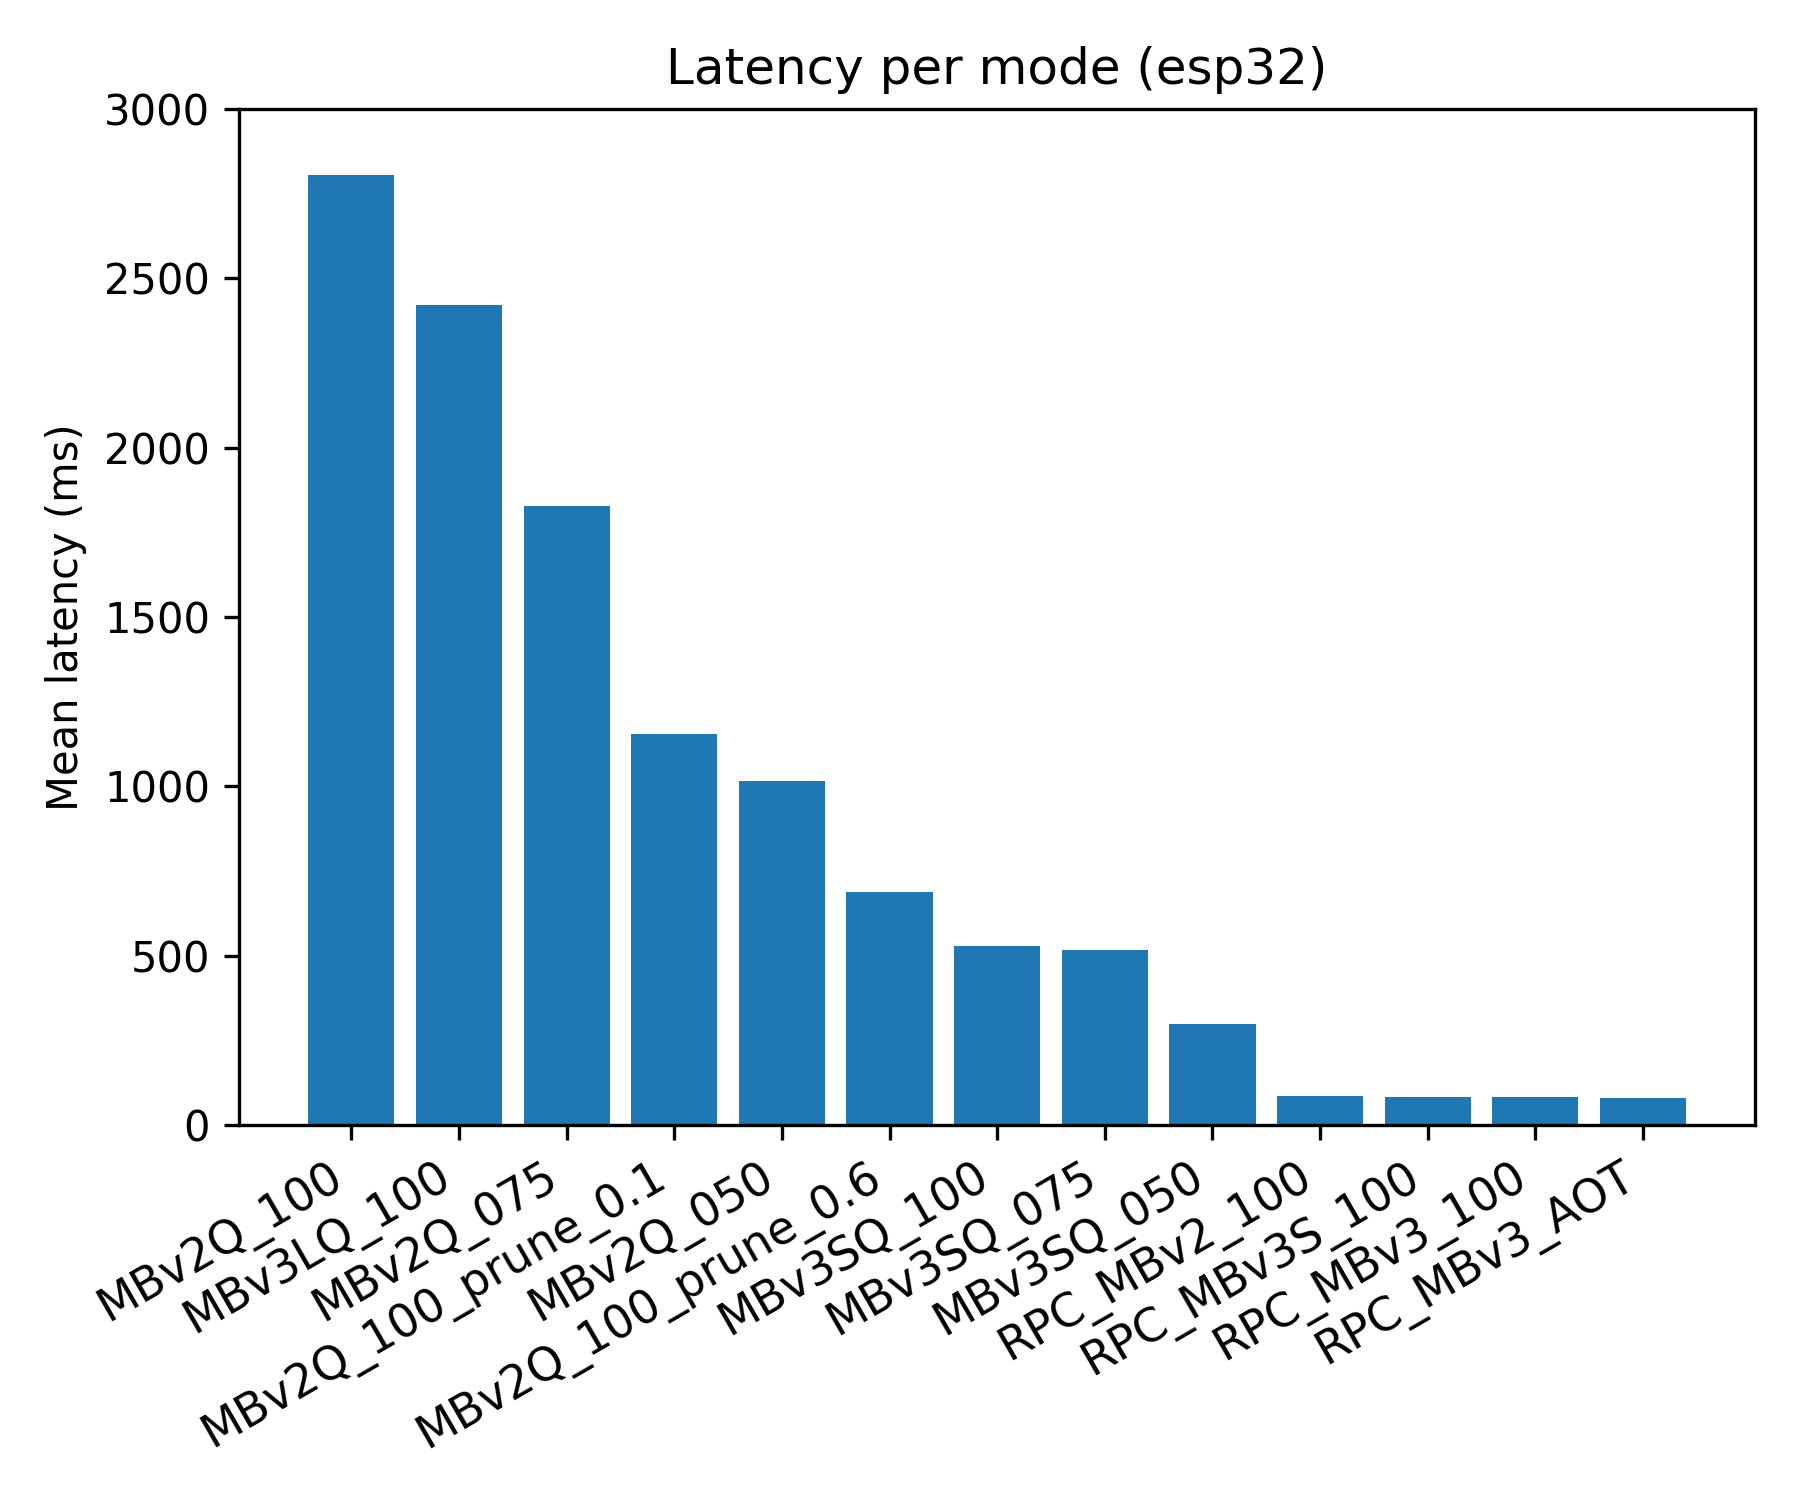 Latency per mode (esp32)
Mean latency (ms)
3000
2500
2000
1500
1000
500
0
MBv2Q_100
MBv3LQ_100
MBv2Q_075
MBv2Q_100_prune_0.1
MBv2Q_050
MBv2Q_100_prune_0.6
MBv3SQ_100
MBv3SQ_075
MBv3SQ_050
RPC_MBv2_100
RPC_MBv3S_100
RPC_MBv3_100
RPC_MBv3_AOT